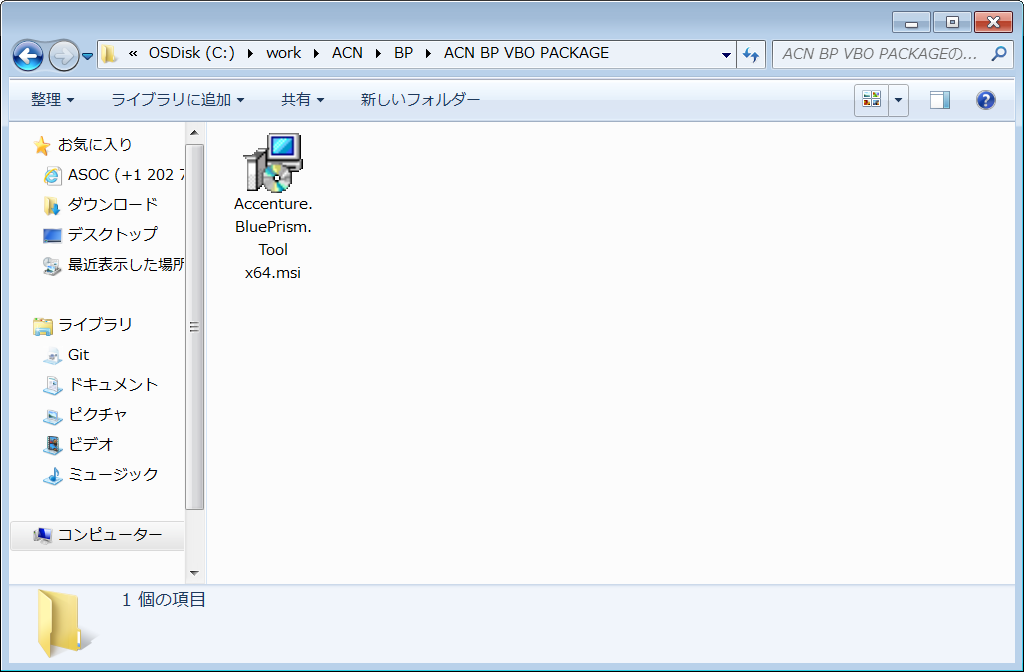 « OSDisk (C:) ▸ work ▸ ACN ▸ BP ▸ ACN BP VBO PACKAGE
ACN BP VBO PACKAGEの...
整理 ライブラリに追加 共有 新しいフォルダー
お気に入り
ASOC (+1 202
ダウンロード
デスクトップ
最近表示した場所
ライブラリ
Git
ドキュメント
ピクチャ
ビデオ
ミュージック
コンピューター
Accenture.
BluePrism.
Tool
x64.msi
1 個の項目